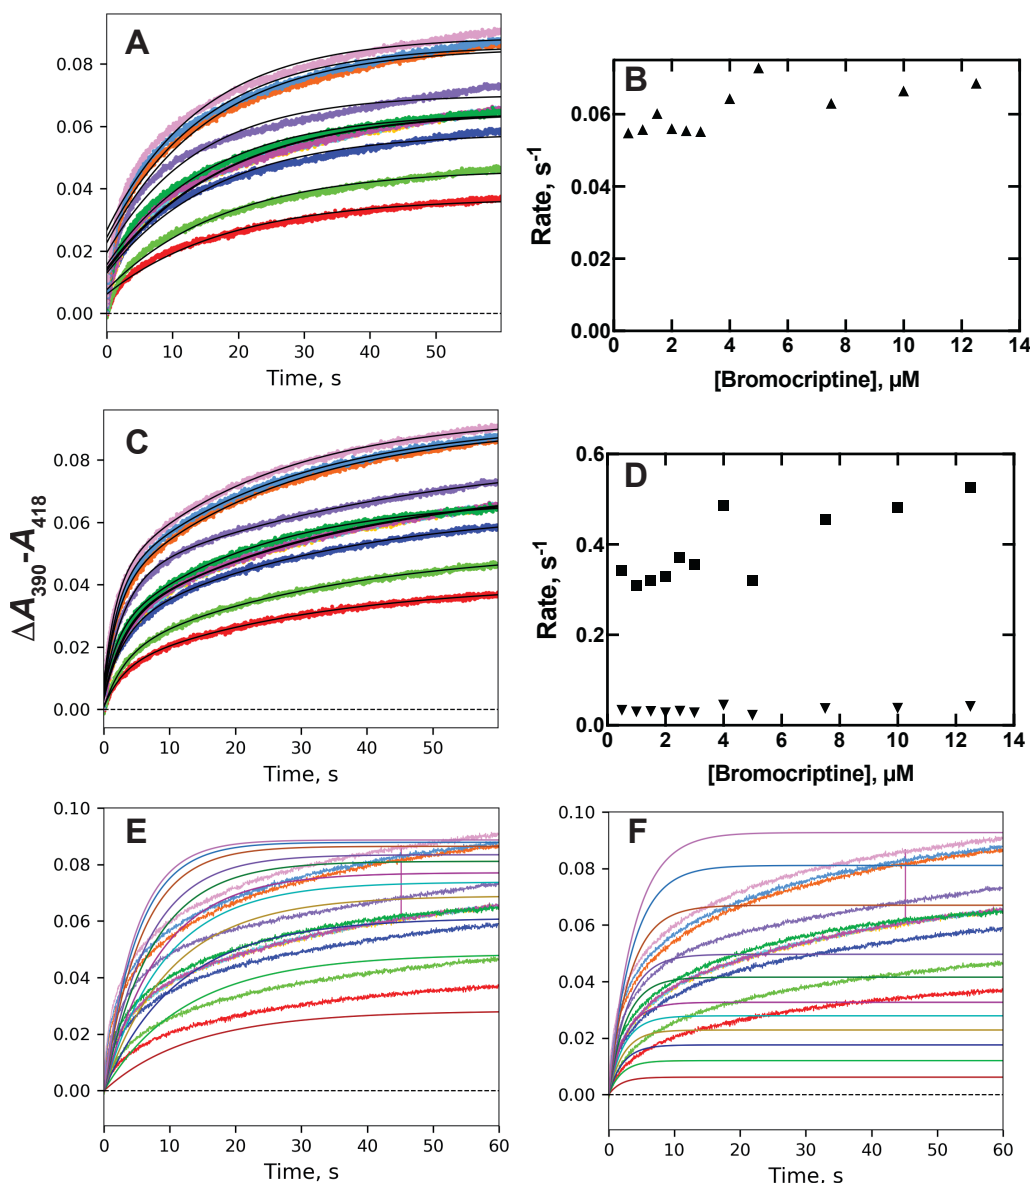 A
0.08
0.06
0.04
0.02
0.00
0 10 20 30 40 50
Time, s
B
Rate, s-1
0.06
0.04
0.02
0.00
0 2 4 6 8 10 12 14
[Bromocriptine], µM
C
ΔA390-A418
0.08
0.06
0.04
0.02
0.00
0 10 20 30 40 50
Time, s
D
Rate, s-1
0.6
0.4
0.2
0.0
0 2 4 6 8 10 12 14
[Bromocriptine], µM
E
0.10
0.08
0.06
0.04
0.02
0.00
0 10 20 30 40 50 60
Time, s
F
0.10
0.08
0.06
0.04
0.02
0.00
0 10 20 30 40 50 60
Time, s